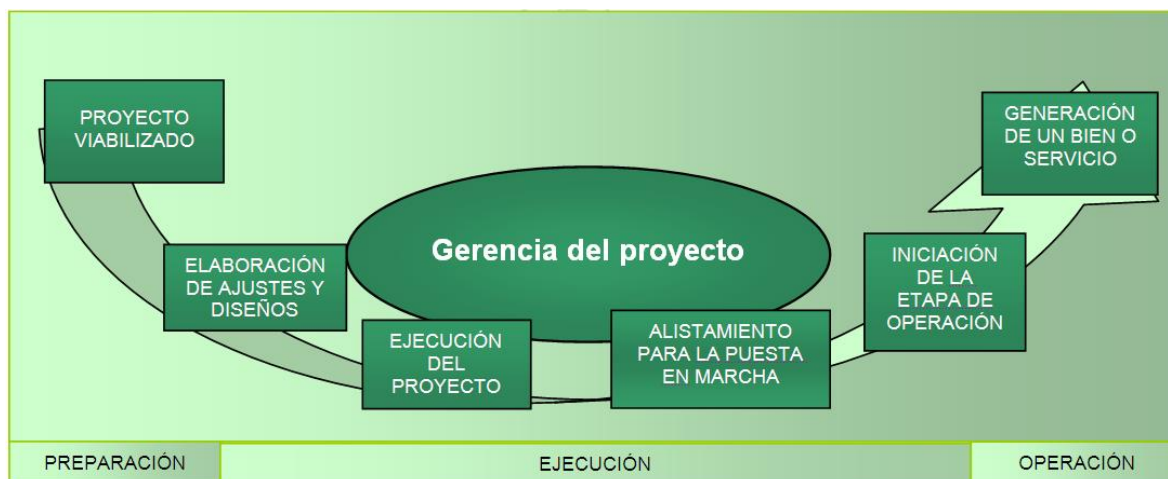 PROYECTO
VIABILIZADO
ELABORACIÓN
DE AJUSTES Y
DISEÑOS
EJECUCIÓN
DEL
PROYECTO
Gerencia del proyecto
ALISTAMIENTO
PARA LA PUESTA
EN MARCHA
INICIACIÓN
DE LA
ETAPA DE
OPERACIÓN
GENERACIÓN
DE UN BIEN O
SERVICIO
PREPARACIÓN
EJECUCIÓN
OPERACIÓN